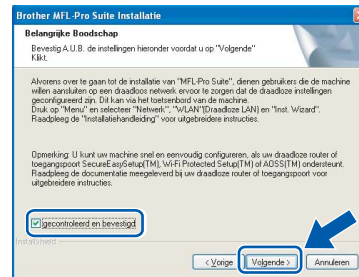 Brother MFL-Pro Suite Installatie
Belangrijke Boodschap
Bevestig A.U.B. de instellingen hieronder voordat u op "Volgende"
Klikt.
Alvorens over te gaan tot de installatie van "MFL-Pro Suite", dienen gebruikers die de machine
willen aansluiten op een draadloos netwerk ervoor te zorgen dat de draadloze instellingen
geconfigureerd zijn. Dit kan via het toetsenbord van de machine.
Druk op "Menu" en selecteer "Netwerk", "WLAN"(Draadloze LAN) en "Inst. Wizard".
Raadpleeg de "Installatiehandleiding" voor uitgebreidere instructies.
Opmerking: U kunt uw machine snel en eenvoudig configureren, als uw draadloze router of
toegangspoort SecureEasySetup(TM), Wi-Fi Protected Setup(TM) of AOSS(TM) ondersteunt.
Raadpleeg de documentatie meegeleverd bij uw draadloze router of toegangspoort voor
uitgebreidere instructies.
gecontroleerd en bevestigd
InstallShield
< Vorige
Volgende >
Annuleren